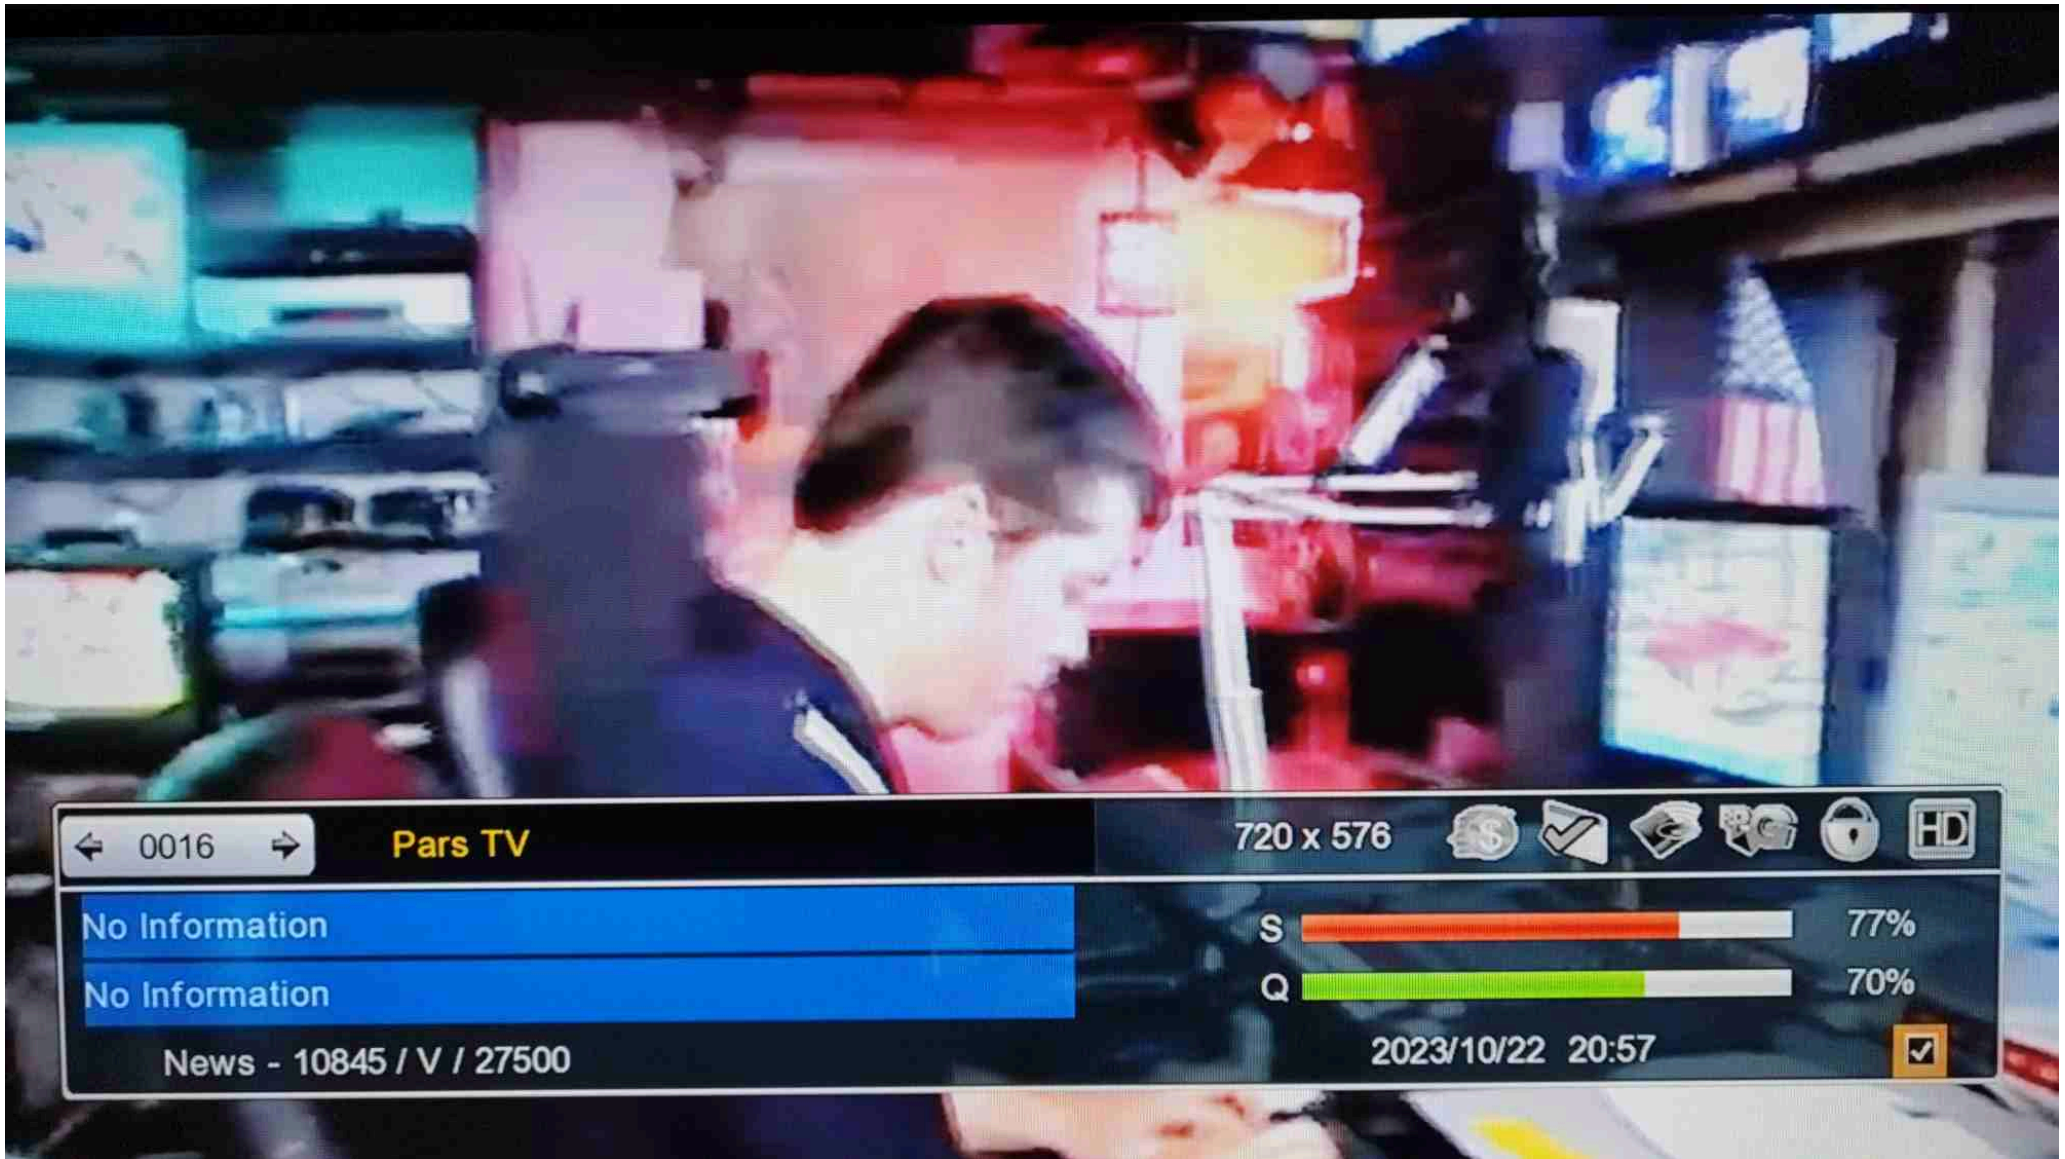 0016 Pars TV 720 x 576 HD
No Information
S 77%
No Information
Q 70%
News - 10845 / V / 27500 2023/10/22 20:57